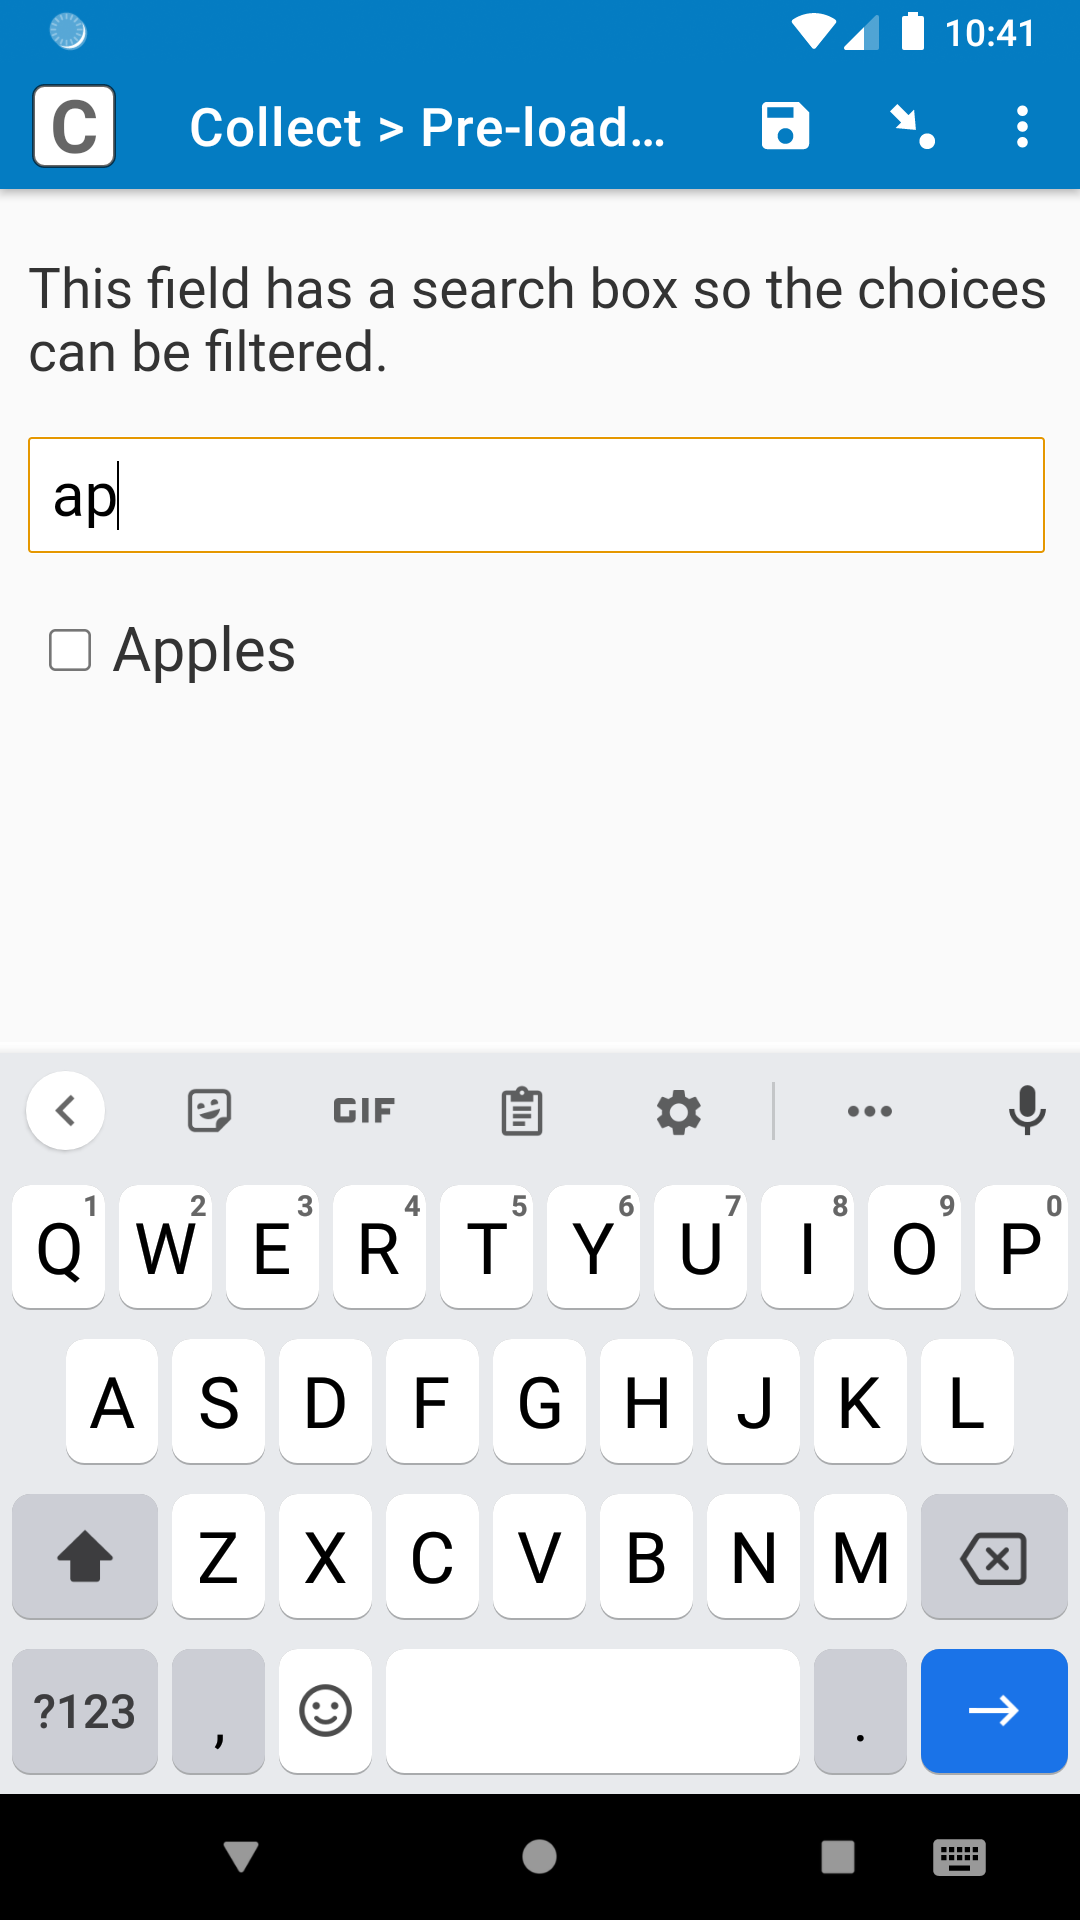 10:41
C
Collect > Pre-load...
This field has a search box so the choices
can be filtered.
ap
Apples
GIF
1 2 3 4 5 6 7 8 9 0
Q W E R T Y U I O P
A S D F G H J K L
Z X C V B N M
?123 , .